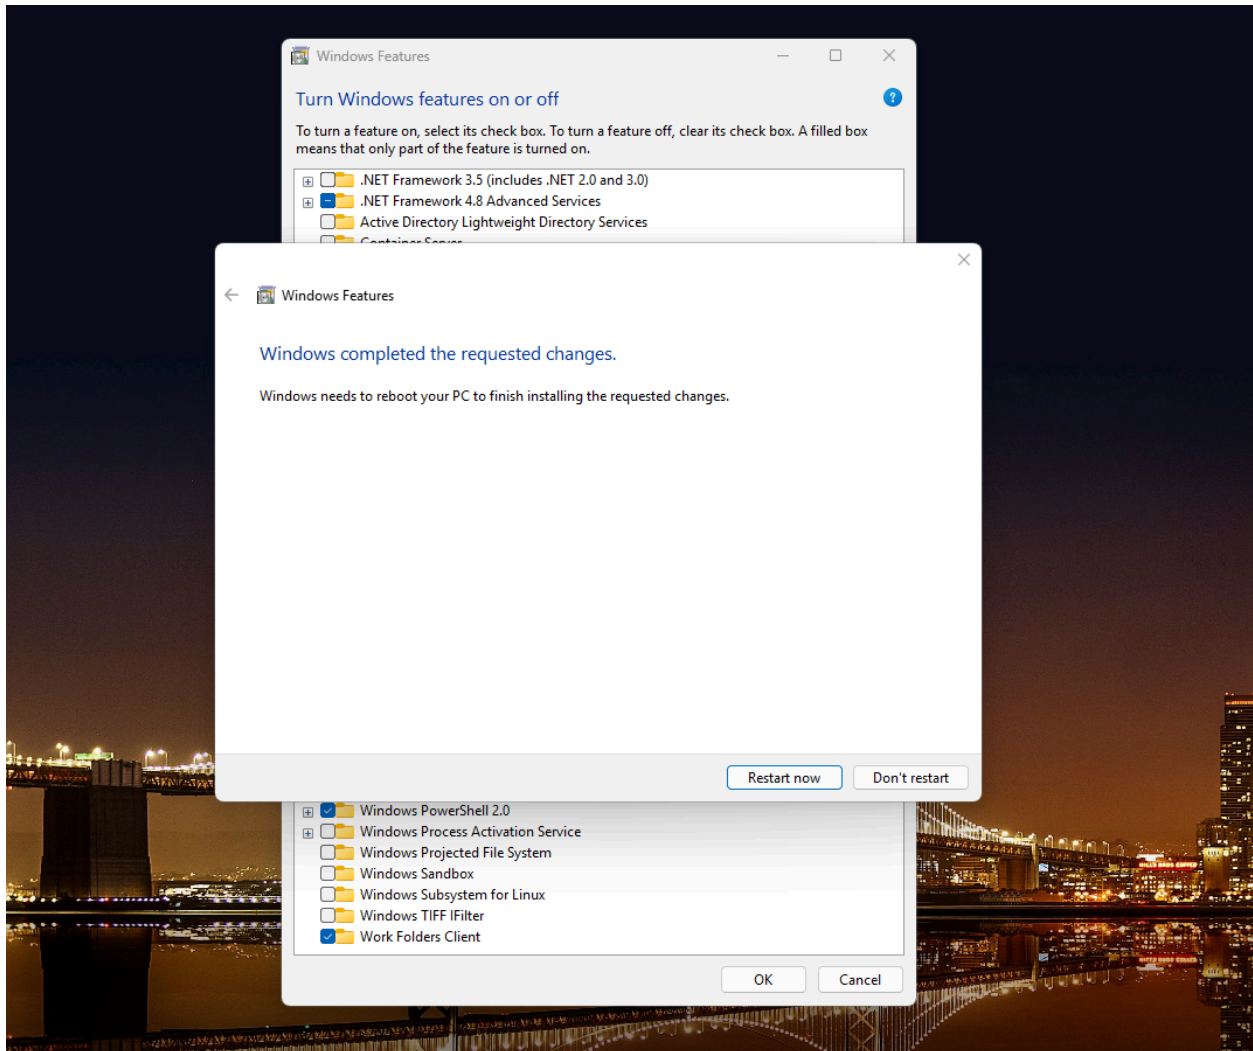 Windows Features
Turn Windows features on or off
To turn a feature on, select its check box. To turn a feature off, clear its check box. A filled box
means that only part of the feature is turned on.
.NET Framework 3.5 (includes .NET 2.0 and 3.0)
.NET Framework 4.8 Advanced Services
Active Directory Lightweight Directory Services
Container Server
Windows Features
Windows completed the requested changes.
Windows needs to reboot your PC to finish installing the requested changes.
Restart now
Don't restart
Windows PowerShell 2.0
Windows Process Activation Service
Windows Projected File System
Windows Sandbox
Windows Subsystem for Linux
Windows TIFF IFilter
Work Folders Client
OK
Cancel